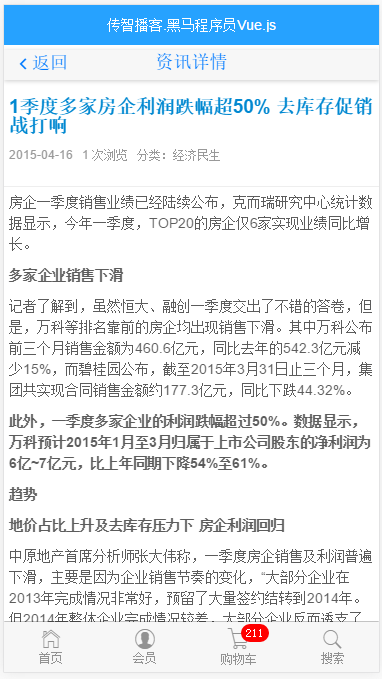 传智播客.黑马程序员Vue.js
返回 资讯详情
1季度多家房企利润跌幅超50% 去库存促销
战打响
2015-04-16 1 次浏览 分类：经济民生
房企一季度销售业绩已经陆续公布，克而瑞研究中心统计数
据显示，今年一季度，TOP20的房企仅6家实现业绩同比增
长。
多家企业销售下滑
记者了解到，虽然恒大、融创一季度交出了不错的答卷，但
是，万科等排名靠前的房企均出现销售下滑。其中万科公布
前三个月销售金额为460.6亿元，同比去年的542.3亿元减
少15%，而碧桂园公布，截至2015年3月31日止三个月，集
团共实现合同销售金额约177.3亿元，同比下跌44.32%。
此外，一季度多家企业的利润跌幅超过50%。数据显示，
万科预计2015年1月至3月归属于上市公司股东的净利润为
6亿~7亿元，比上年同期下降54%至61%。
趋势
地价占比上升及去库存压力下 房企利润回归
中原地产首席分析师张大伟称，一季度房企销售及利润普遍
下滑，主要是因为企业销售节奏的变化，“大部分企业在
2013年完成情况非常好，预留了大量签约结转到2014年。
但2014年整体企业完成情况较差，大部分企业反而透支了
首页 会员 购物车 211 搜索